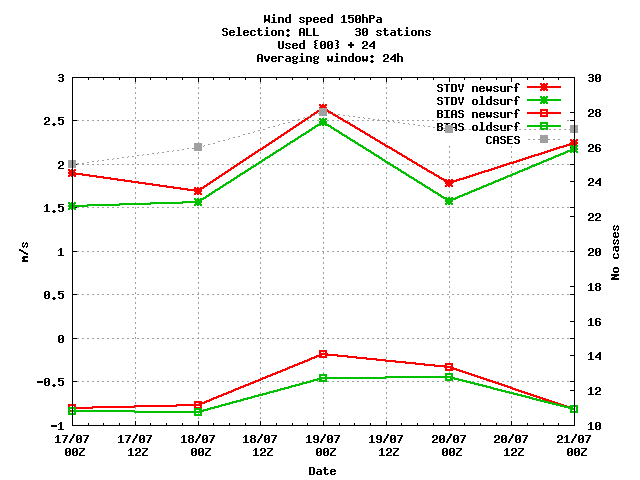 Wind speed 150hPa
Selection: ALL     30 stations
Used {00} + 24
Averaging window: 24h
STDV newsurf
STDV oldsurf
BIAS newsurf
BIAS oldsurf
CASES
3
2.5
2
1.5
1
0.5
0
-0.5
-1
m/s
30
28
26
24
22
20
18
16
14
12
10
No cases
17/07 17/07 18/07 18/07 19/07 19/07 20/07 20/07 21/07
00Z 12Z 00Z 12Z 00Z 12Z 00Z 12Z 00Z
Date